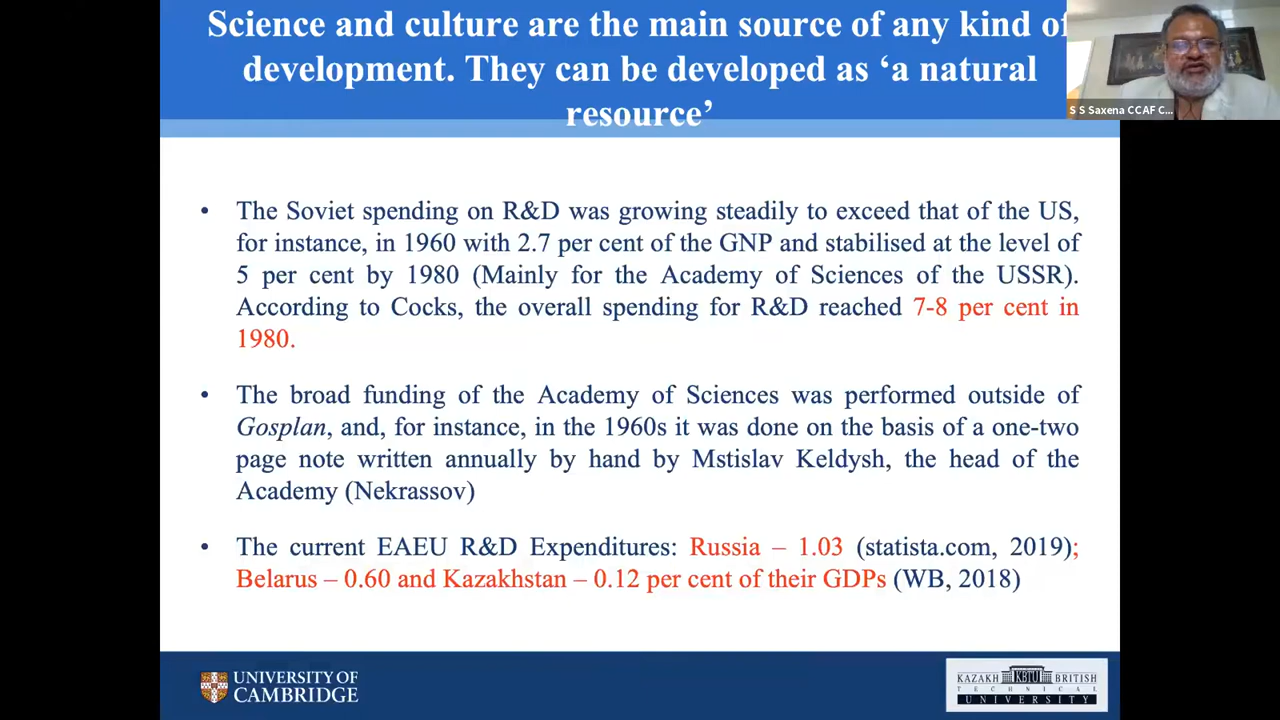 Science and culture are the main source of any kind of
development. They can be developed as ‘a natural
resource’
S S Saxena CCAF C...
• The Soviet spending on R&D was growing steadily to exceed that of the US,
for instance, in 1960 with 2.7 per cent of the GNP and stabilised at the level of
5 per cent by 1980 (Mainly for the Academy of Sciences of the USSR).
According to Cocks, the overall spending for R&D reached 7-8 per cent in
1980.
• The broad funding of the Academy of Sciences was performed outside of
Gosplan, and, for instance, in the 1960s it was done on the basis of a one-two
page note written annually by hand by Mstislav Keldysh, the head of the
Academy (Nekrassov)
• The current EAEU R&D Expenditures: Russia – 1.03 (statista.com, 2019);
Belarus – 0.60 and Kazakhstan – 0.12 per cent of their GDPs (WB, 2018)
UNIVERSITY OF
CAMBRIDGE
KAZAKH KBTU BRITISH
TECHNICAL
UNIVERSITY